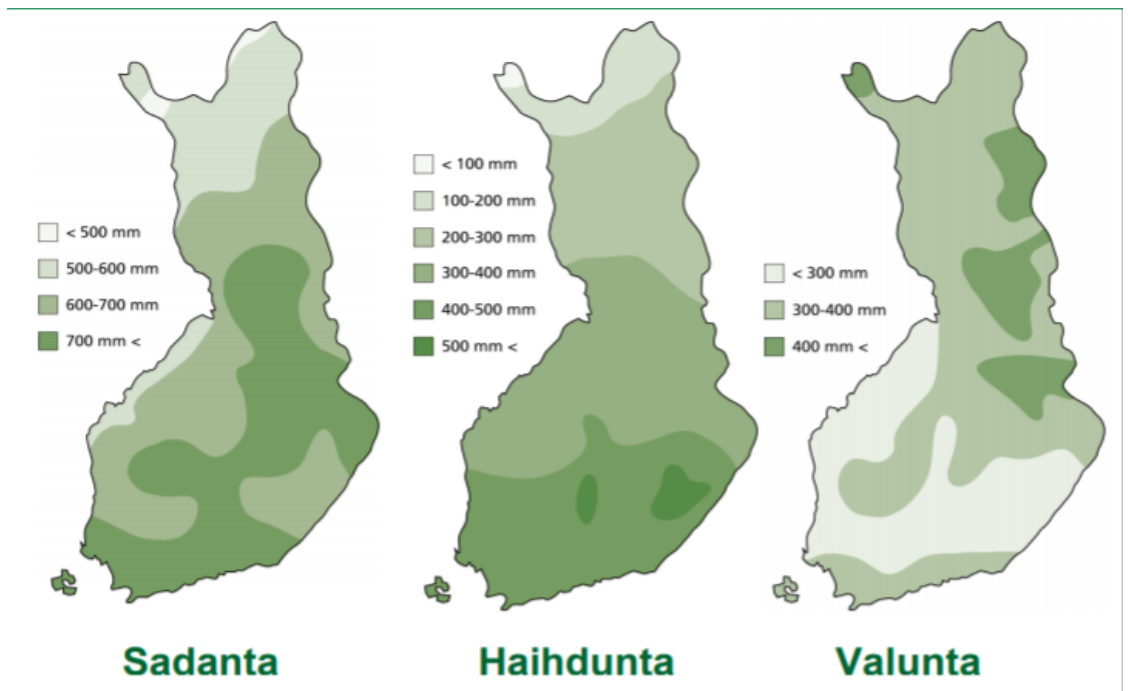 < 500 mm
500-600 mm
600-700 mm
700 mm <
< 100 mm
100-200 mm
200-300 mm
300-400 mm
400-500 mm
500 mm <
< 300 mm
300-400 mm
400 mm <
Sadanta
Haihdunta
Valunta